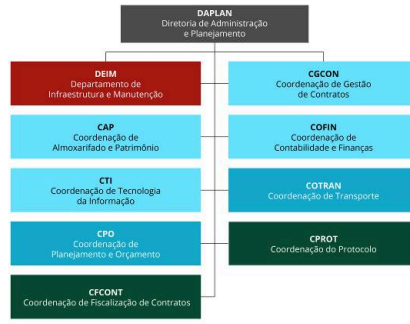 DAPLAN
Diretoria de Administração
e Planejamento
DEIM
Departamento de
Infraestrutura e Manutenção
CGCON
Coordenação de Gestão
de Contratos
CAP
Coordenação de
Almoxarifado e Patrimônio
COFIN
Coordenação de
Contabilidade e Finanças
CTI
Coordenação de Tecnologia
da Informação
COTRAN
Coordenação de Transporte
CPO
Coordenação de
Planejamento e Orçamento
CPROT
Coordenação do Protocolo
CFCONT
Coordenação de Fiscalização de Contratos